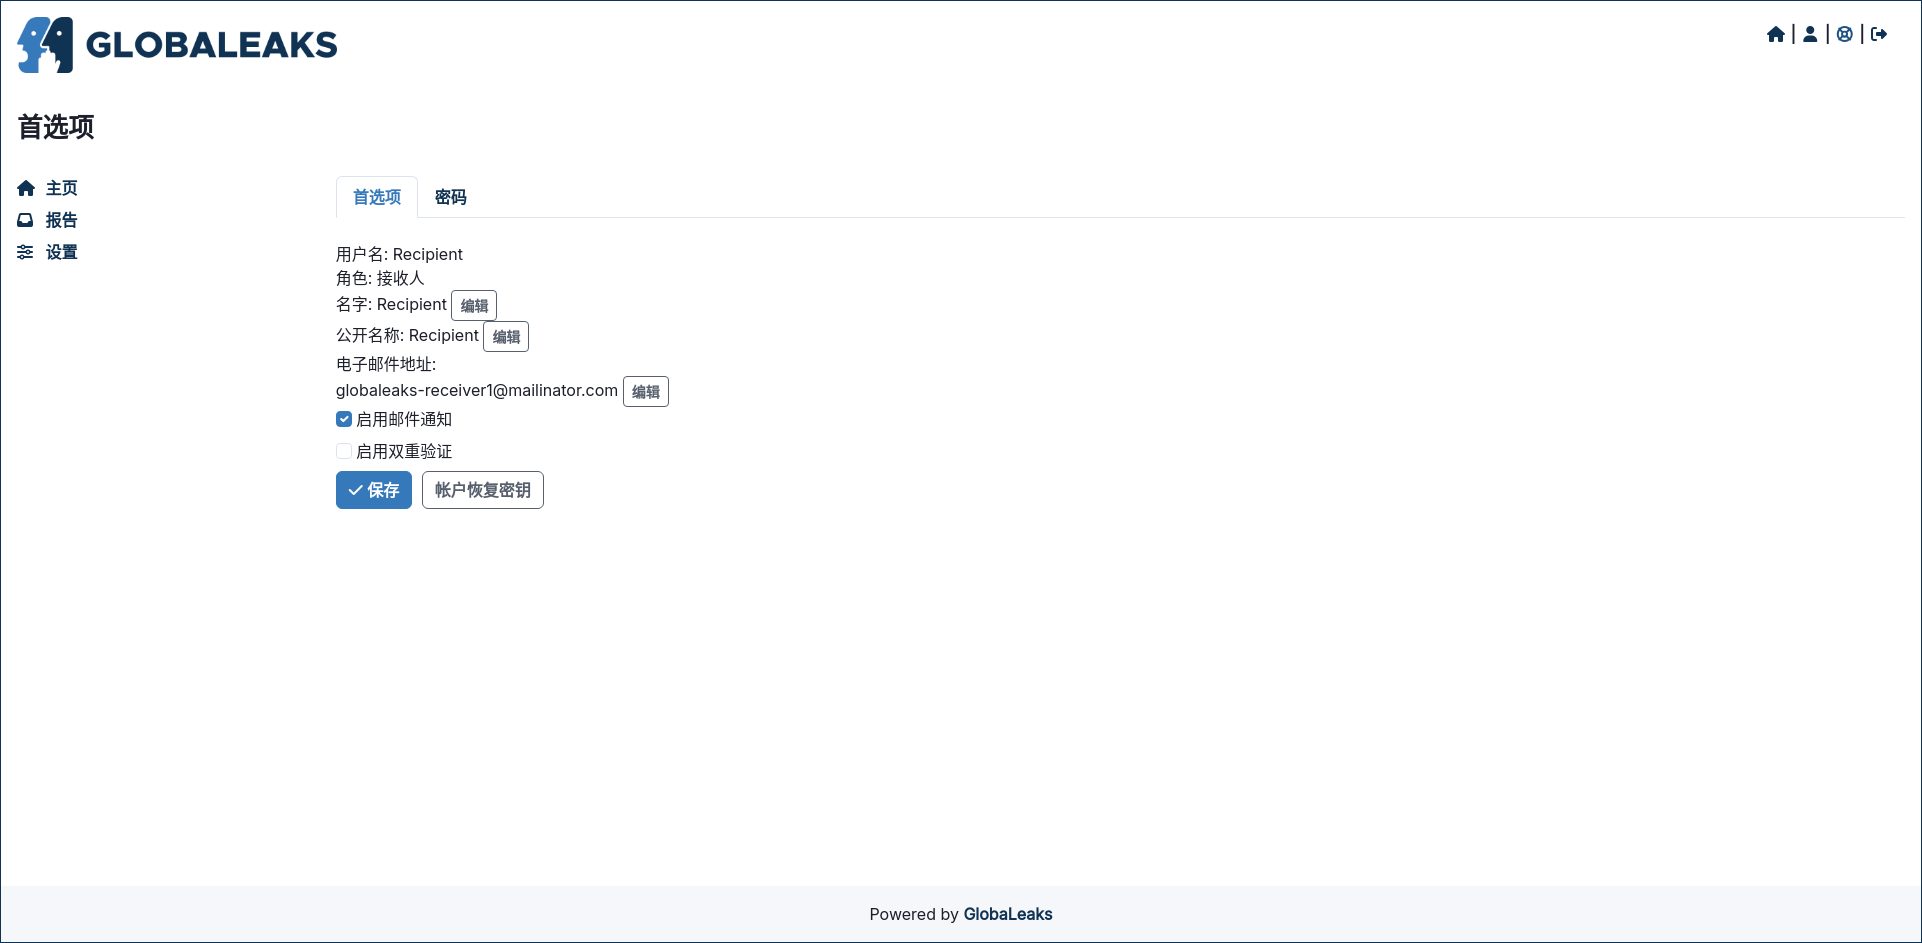 GLOBALEAKS
首选项
主页
报告
设置
首选项 密码
用户名: Recipient
角色: 接收人
名字: Recipient 编辑
公开名称: Recipient 编辑
电子邮件地址:
globaleaks-receiver1@mailinator.com 编辑
启用邮件通知
启用双重验证
保存 帐户恢复密钥
Powered by GlobaLeaks